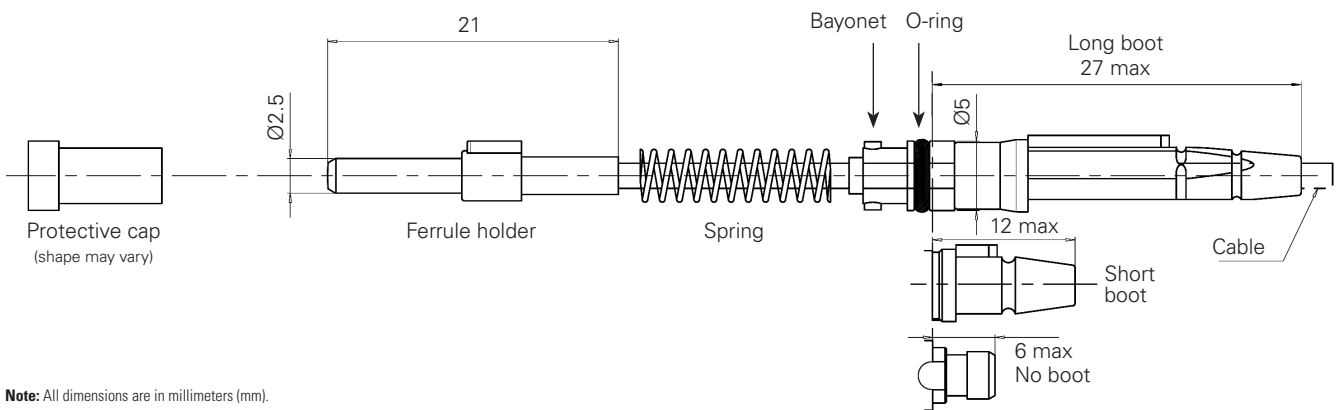 21
Bayonet
O-ring
Long boot
27 max
Ø2.5
Ø5
Protective cap
(shape may vary)
Ferrule holder
Spring
12 max
Cable
Short
boot
6 max
No boot
Note: All dimensions are in millimeters (mm).